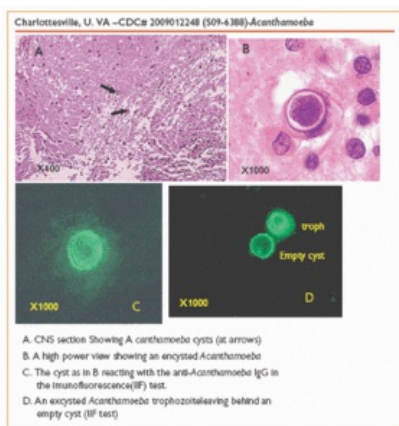 Charlottesville, U. VA –CDC# 2009012248 (S09-6388)-Acanthamoeba
A
B
X400
X1000
troph
Empty cyst
X1000
C
X1000
D
A. CNS section Showing A canthamoeba cysts (at arrows)
B. A high power view showing an encysted Acanthamoeba
C. The cyst as in B reacting with the anti-Acanthamoeba IgG in
the imunofluorescence(IIF) test.
D. An excysted Acanthamoeba trophozoiteleaving behind an
empty cyst (IIF test)